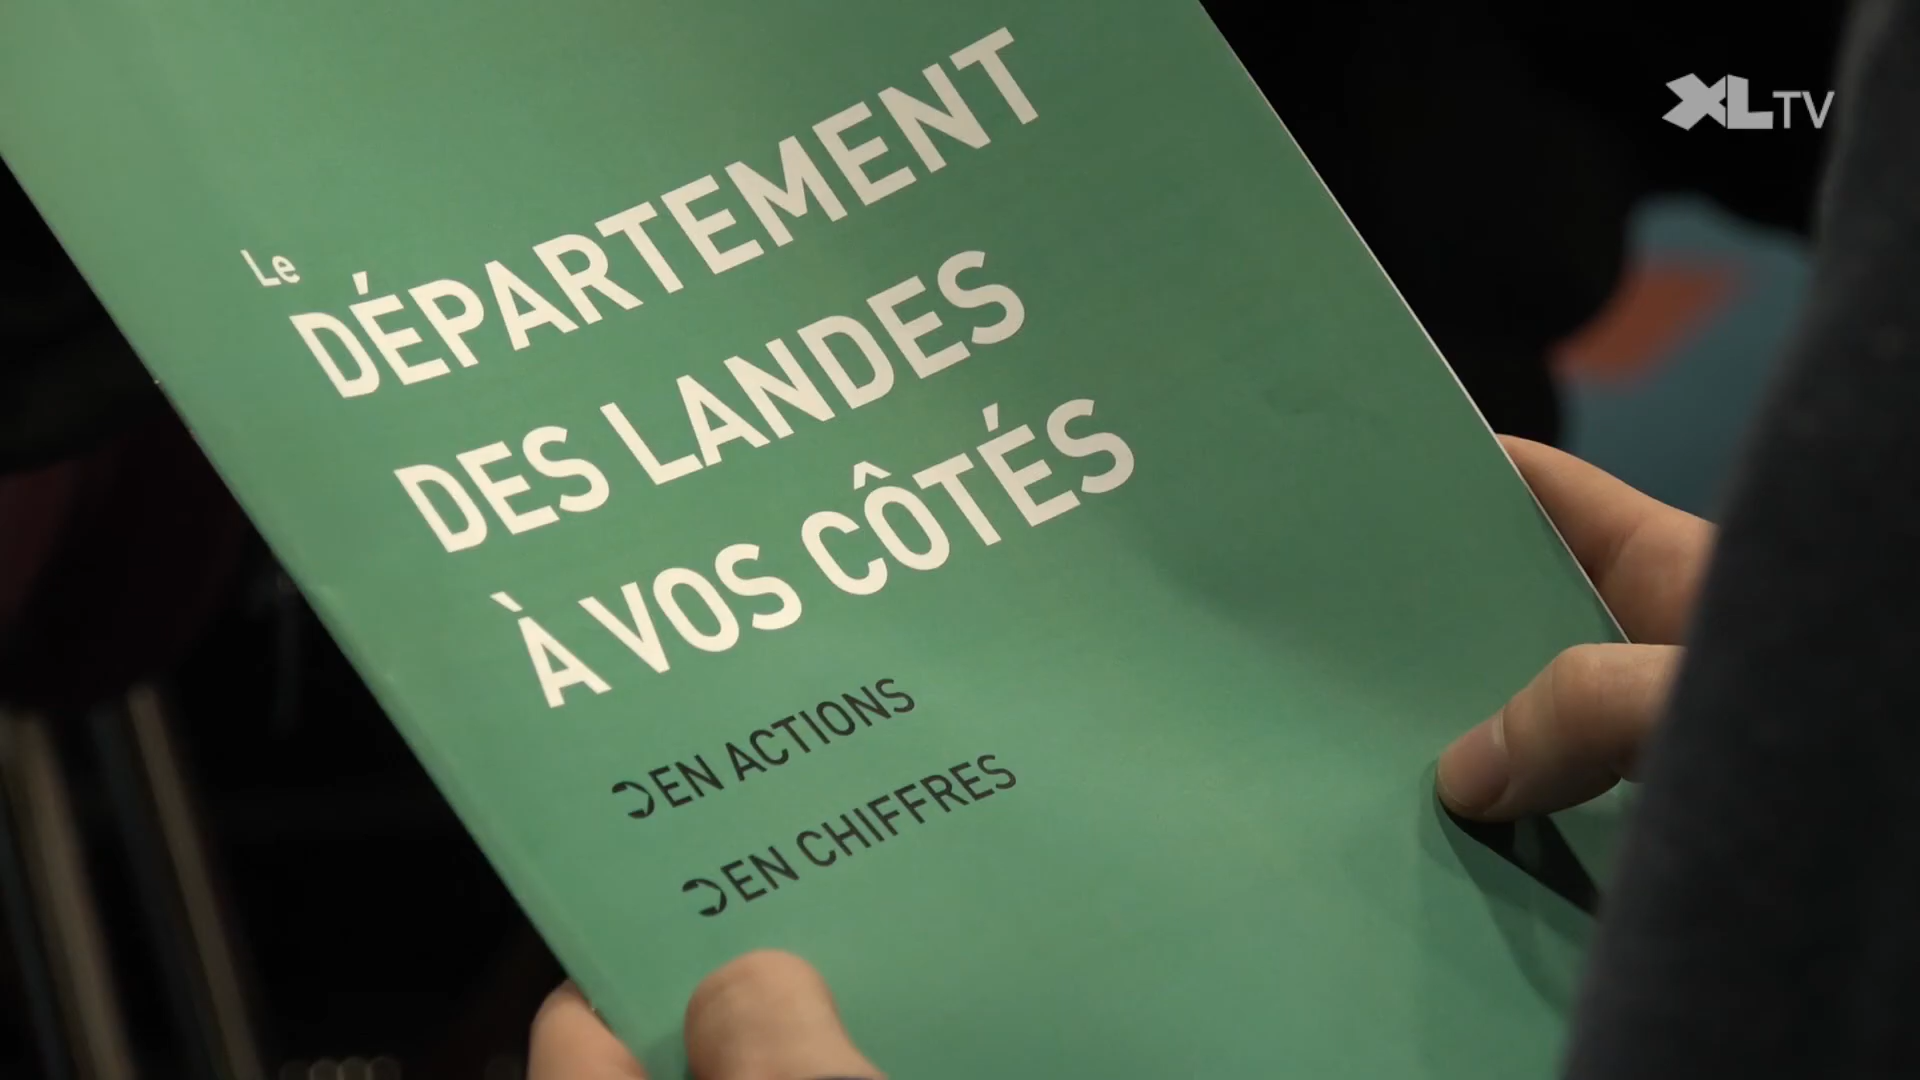 XLTV
Le
DÉPARTEMENT
DES LANDES
À VOS CÔTÉS
EN ACTIONS
EN CHIFFRES